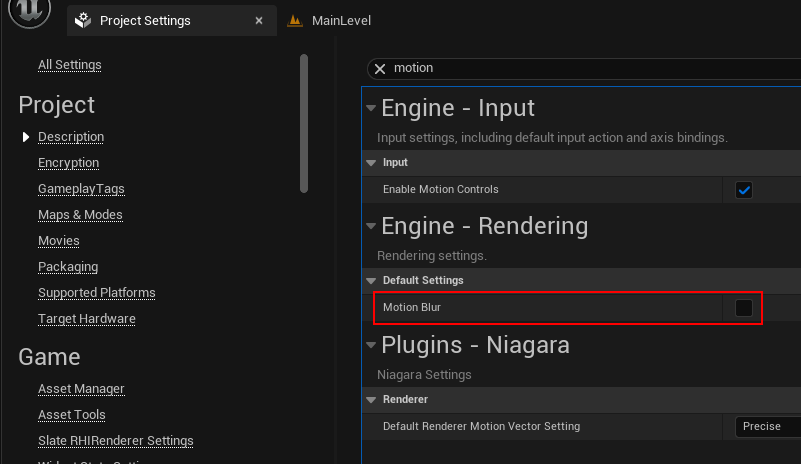 Project Settings
MainLevel
All Settings
Project
Description
Encryption
GameplayTags
Maps & Modes
Movies
Packaging
Supported Platforms
Target Hardware
Game
Asset Manager
Asset Tools
Slate RHIRenderer Settings
motion
Engine - Input
Input settings, including default input action and axis bindings.
Input
Enable Motion Controls
Engine - Rendering
Rendering settings.
Default Settings
Motion Blur
Plugins - Niagara
Niagara Settings
Renderer
Default Renderer Motion Vector Setting
Precise